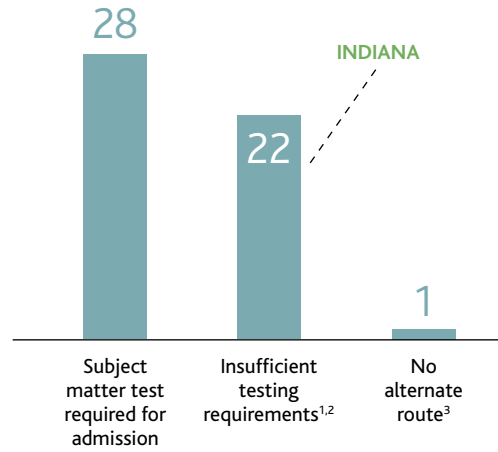 28
INDIANA
22
1
Subject
matter test
required for
admission
Insufficient
testing
requirements1,2
No
alternate
route3